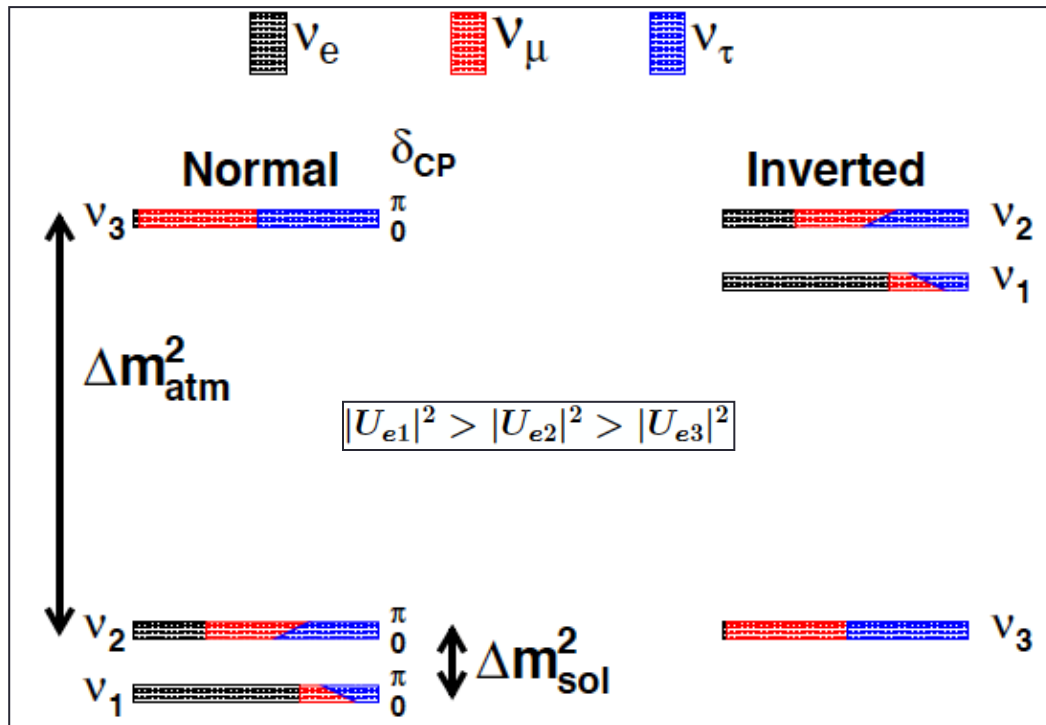 νe νμ ντ
Normal δCP Inverted
ν3 π ν2
0
ν1
Δm²atm
|Ue1|² > |Ue2|² > |Ue3|²
ν2 π ν3
0
Δm²sol
ν1 π
0